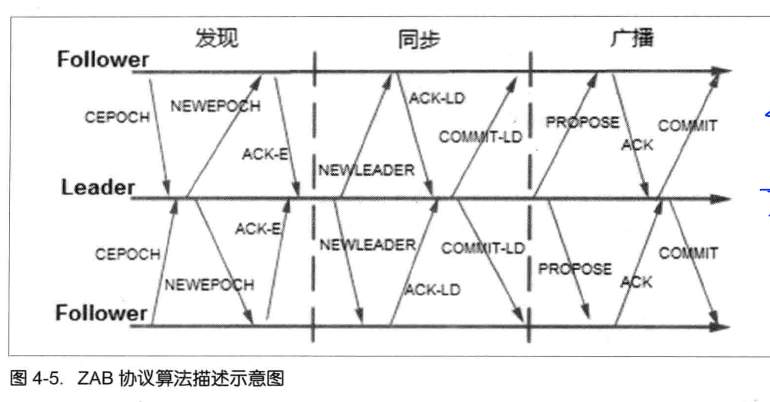 发现 同步 广播
Follower
CEPOCH NEWEPOCH ACK-E NEWLEADER ACK-LD COMMIT-LD PROPOSE ACK COMMIT
Leader
CEPOCH NEWEPOCH ACK-E NEWLEADER ACK-LD COMMIT-LD PROPOSE ACK COMMIT
Follower
图 4-5. ZAB 协议算法描述示意图